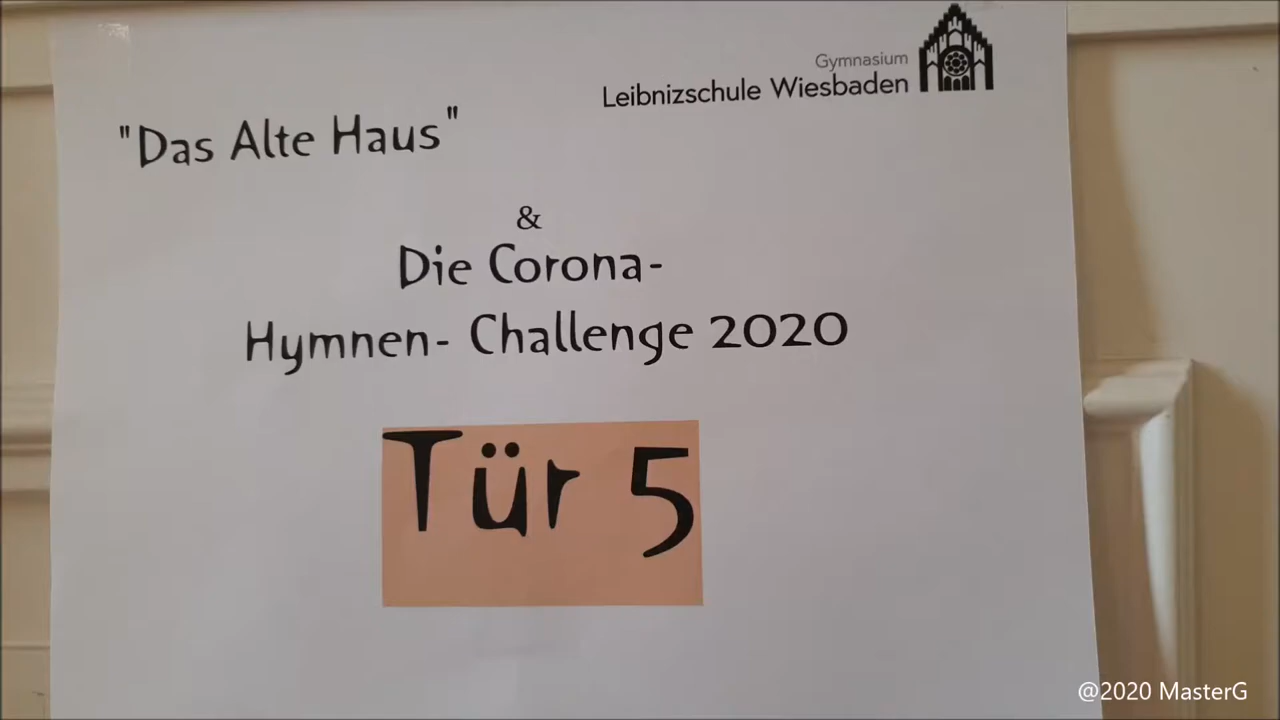 Gymnasium
Leibnizschule Wiesbaden
"Das Alte Haus"
&
Die Corona-
Hymnen- Challenge 2020
Tür 5
@2020 MasterG